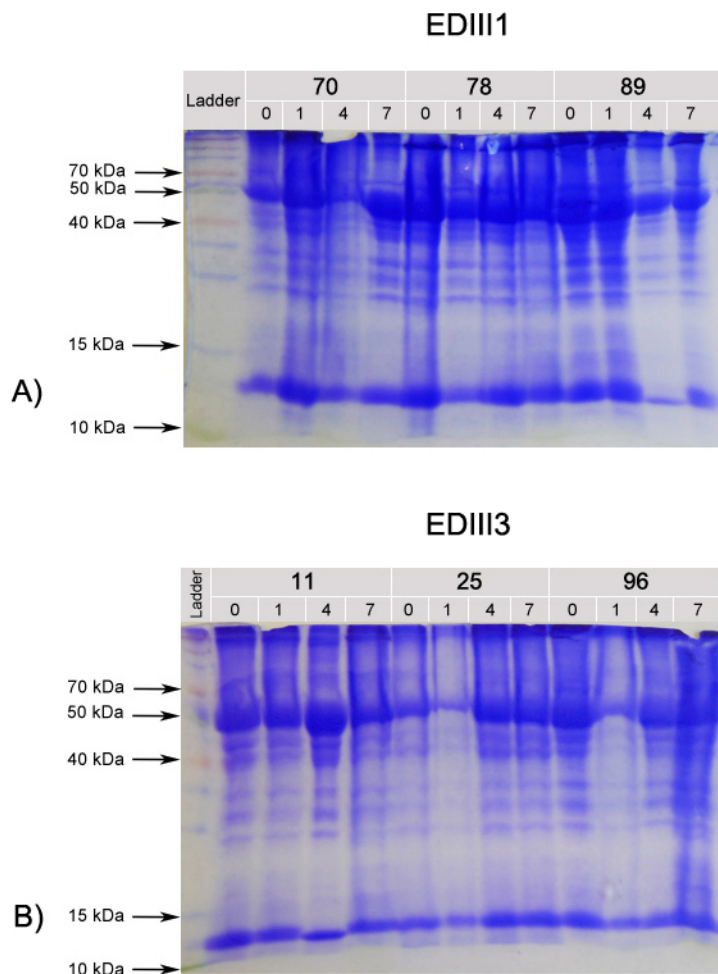 EDIII1
Ladder 70 78 89
0 1 4 7 0 1 4 7 0 1 4 7
70 kDa
50 kDa
40 kDa
15 kDa
A)
10 kDa
EDIII3
Ladder 11 25 96
0 1 4 7 0 1 4 7 0 1 4 7
70 kDa
50 kDa
40 kDa
B) 15 kDa
10 kDa